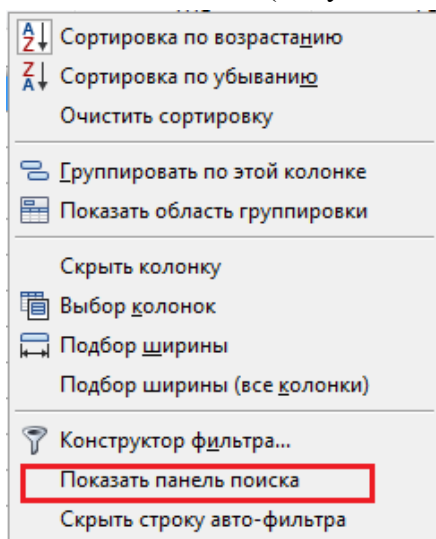 Сортировка по возрастанию
Сортировка по убыванию
Очистить сортировку
Группировать по этой колонке
Показать область группировки
Скрыть колонку
Выбор колонок
Подбор ширины
Подбор ширины (все колонки)
Конструктор фильтра...
Показать панель поиска
Скрыть строку авто-фильтра